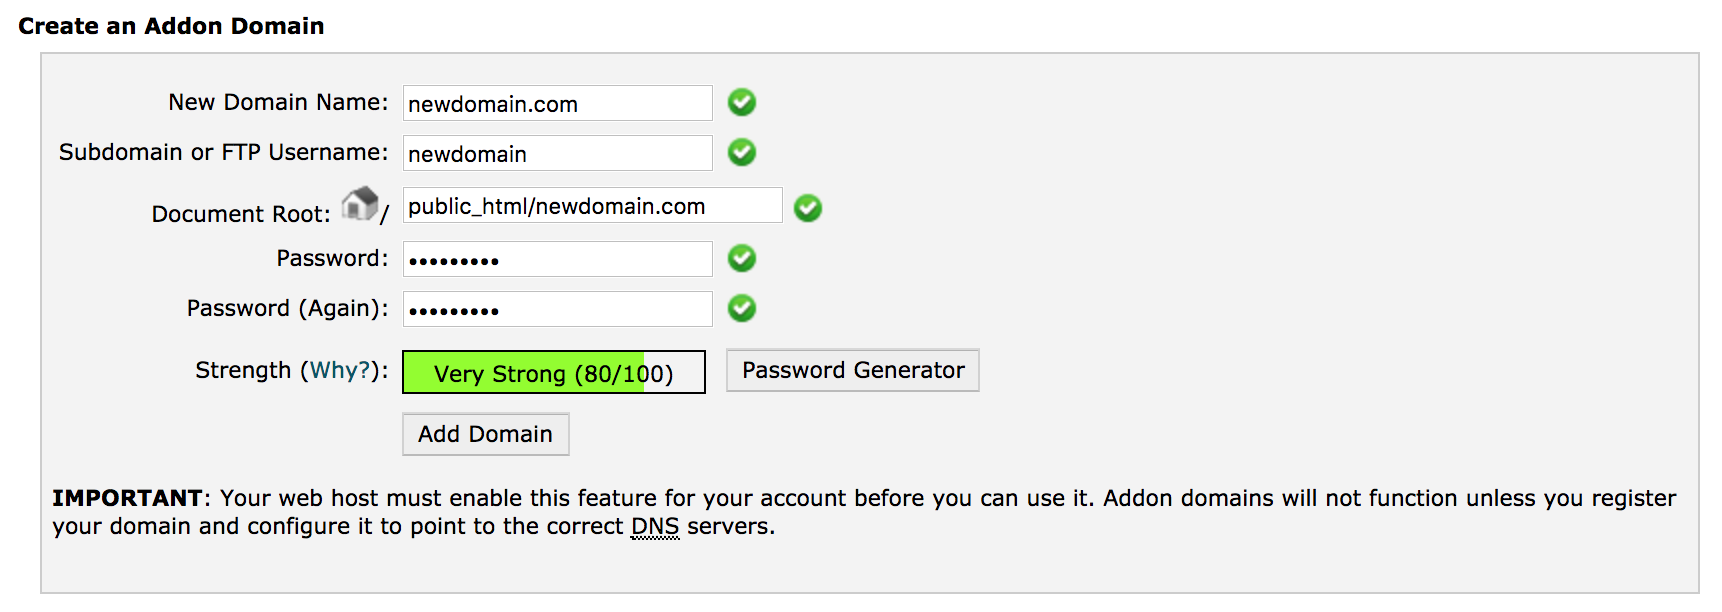 Create an Addon Domain
New Domain Name: newdomain.com
Subdomain or FTP Username: newdomain
Document Root: / public_html/newdomain.com
Password: •••••••••
Password (Again): •••••••••
Strength (Why?): Very Strong (80/100) Password Generator
Add Domain
IMPORTANT: Your web host must enable this feature for your account before you can use it. Addon domains will not function unless you register
your domain and configure it to point to the correct DNS servers.